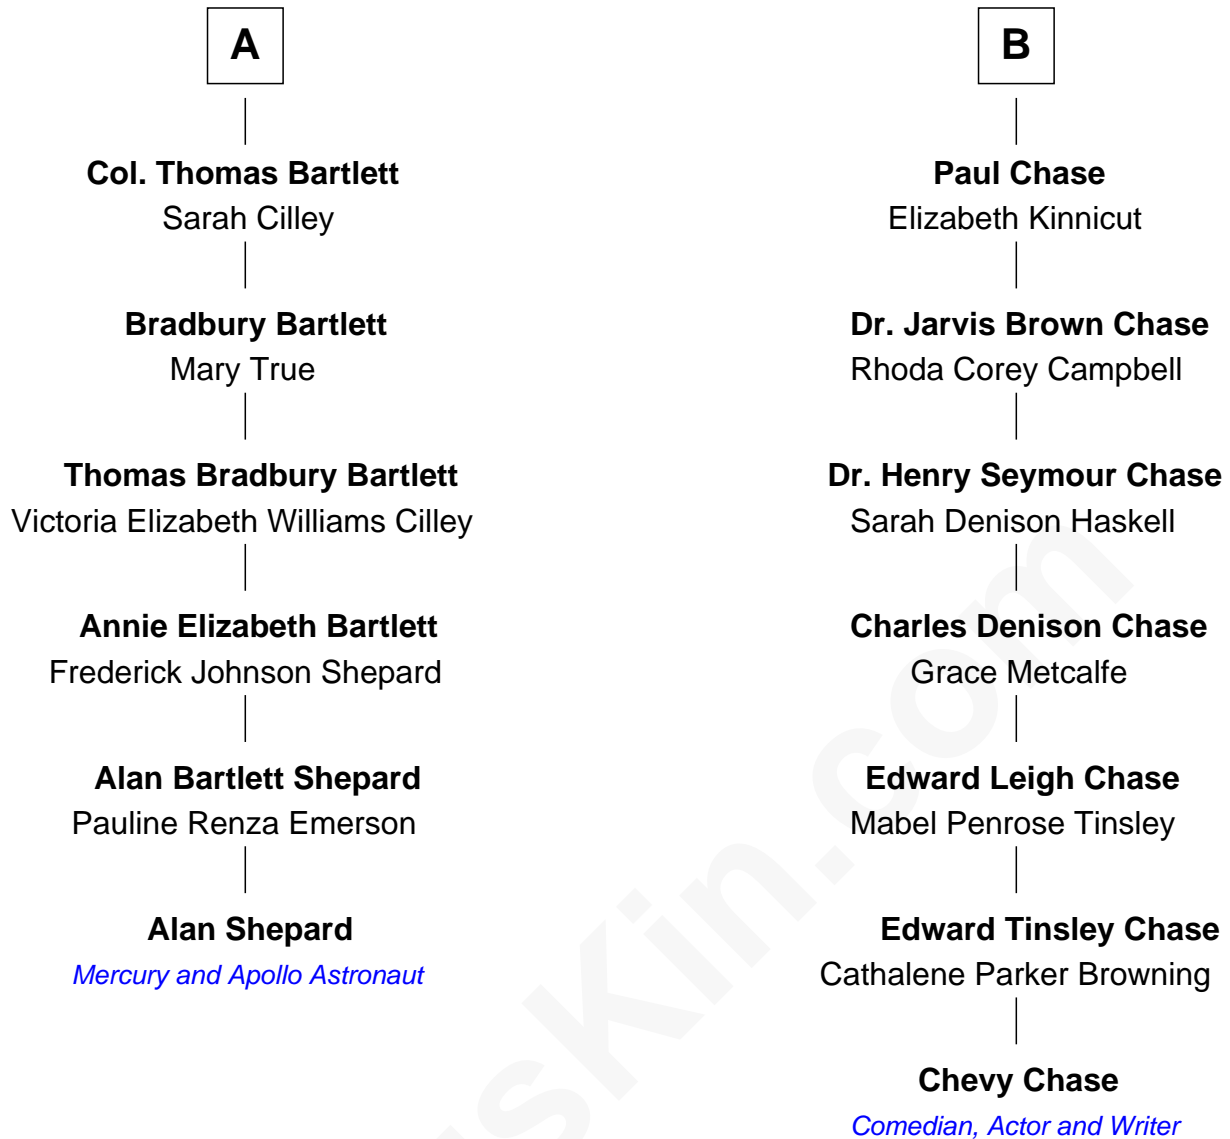 A
Col. Thomas Bartlett
Sarah Cilley
Bradbury Bartlett
Mary True
Thomas Bradbury Bartlett
Victoria Elizabeth Williams Cilley
Annie Elizabeth Bartlett
Frederick Johnson Shepard
Alan Bartlett Shepard
Pauline Renza Emerson
Alan Shepard
Mercury and Apollo Astronaut
B
Paul Chase
Elizabeth Kinnicut
Dr. Jarvis Brown Chase
Rhoda Corey Campbell
Dr. Henry Seymour Chase
Sarah Denison Haskell
Charles Denison Chase
Grace Metcalfe
Edward Leigh Chase
Mabel Penrose Tinsley
Edward Tinsley Chase
Cathalene Parker Browning
Chevy Chase
Comedian, Actor and Writer
sKin.com